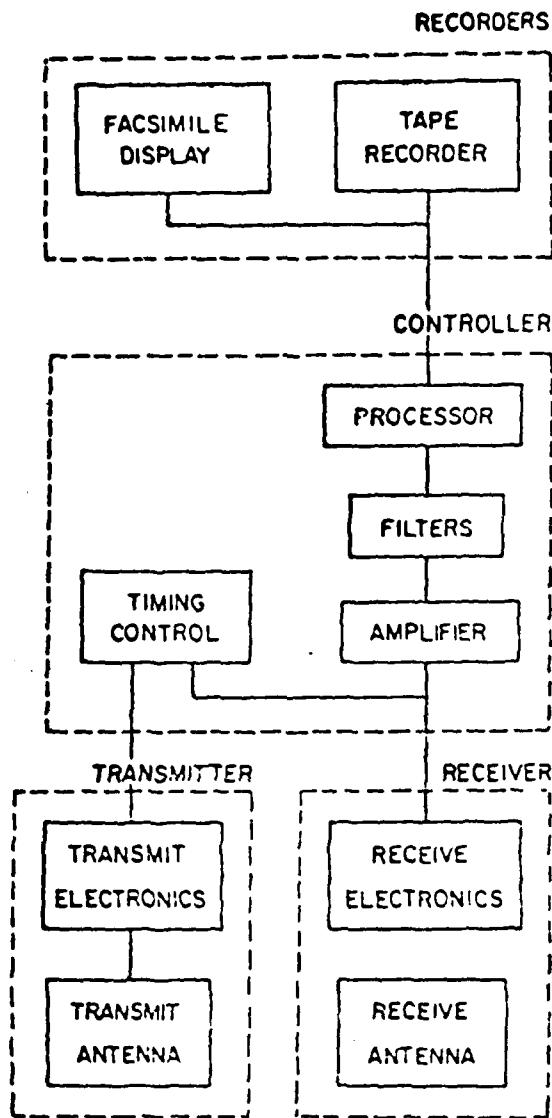 RECORDERS
FACSIMILE
DISPLAY
TAPE
RECORDER
CONTROLLER
PROCESSOR
FILTERS
TIMING
CONTROL
AMPLIFIER
TRANSMITTER
RECEIVER
TRANSMIT
ELECTRONICS
RECEIVE
ELECTRONICS
TRANSMIT
ANTENNA
RECEIVE
ANTENNA